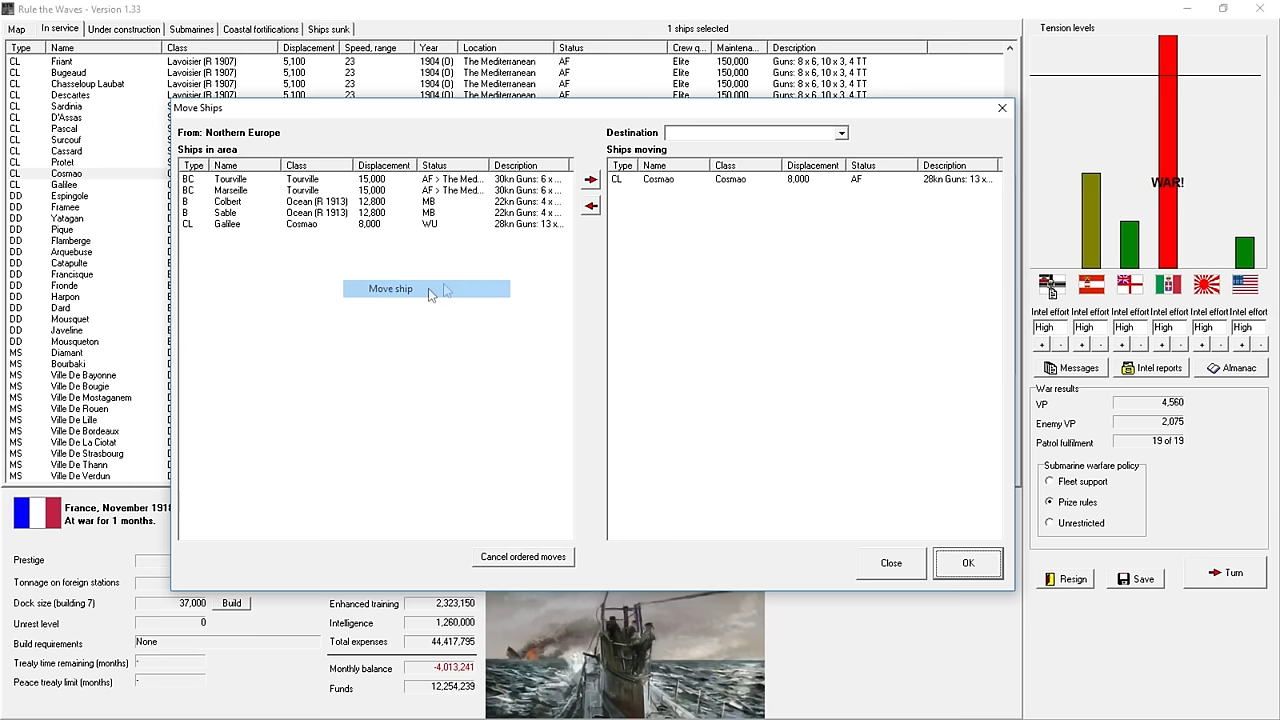 Rule the Waves - Version 1.33
Map In service Under construction Submarines Coastal fortifications Ships sunk 1 ships selected
Type Name Class Displacement Speed, range Year Location Status Crew q... Maintena... Description
CL Friant Lavoisier (R 1907) 5,100 23 1904 (O) The Mediterranean AF Elite 150,000 Guns: 8 x 6, 10 x 3, 4 TT
CL Bugeaud Lavoisier (R 1907) 5,100 23 1904 (O) The Mediterranean AF Elite 150,000 Guns: 8 x 6, 10 x 3, 4 TT
CL Chasseloup Laubat Lavoisier (R 1907) 5,100 23 1904 (O) The Mediterranean AF Elite 150,000 Guns: 8 x 6, 10 x 3, 4 TT
CL Descartes Lavoisier (R 1907) 5,100 23 1904 (O) The Mediterranean AF Elite 150,000 Guns: 8 x 6, 10 x 3, 4 TT
CL Sardinia
CL D'Assas
CL Pascal
CL Surcouf
CL Cassard
CL Protet
CL Cosmao
CL Galilee
DD Espingole
DD Framee
DD Yatagan
DD Pique
DD Flamberge
DD Arquebuse
DD Catapulte
DD Francisque
DD Fronde
DD Harpon
DD Dard
DD Mousquet
DD Javeline
DD Mousqueton
MS Diamant
MS Bourbaki
MS Ville De Bayonne
MS Ville De Bougie
MS Ville De Mostaganem
MS Ville De Rouen
MS Ville De Lille
MS Ville De Bordeaux
MS Ville De La Ciotat
MS Ville De Strasbourg
MS Ville De Thann
MS Ville De Verdun
Move Ships
From: Northern Europe
Ships in area
Type Name Class Displacement Status Description
BC Tourville Tourville 15,000 AF > The Med... 30kn Guns: 6 x ...
BC Marseille Tourville 15,000 AF > The Med... 30kn Guns: 6 x ...
B Colbert Ocean (R 1913) 12,800 MB 22kn Guns: 4 x ...
B Sable Ocean (R 1913) 12,800 MB 22kn Guns: 4 x ...
CL Galilee Cosmao 8,000 WU 28kn Guns: 13 x...
Move ship
Cancel ordered moves
Destination
Ships moving
Type Name Class Displacement Status Description
CL Cosmao Cosmao 8,000 AF 28kn Guns: 13 x...
Close OK
Tension levels
WAR!
Intel effort Intel effort Intel effort Intel effort Intel effort Intel effort
High High High High High High
+ - + - + - + - + - + -
Messages Intel reports Almanac
War results
VP 4,560
Enemy VP 2,075
Patrol fulfilment 19 of 19
Submarine warfare policy
Fleet support
Prize rules
Unrestricted
Resign Save Turn
France, November 191
At war for 1 months.
Prestige
Tonnage on foreign stations
Dock size (building 7) 37,000 Build
Unrest level 0
Build requirements None
Treaty time remaining (months) -
Peace treaty limit (months) -
Enhanced training 2,323,150
Intelligence 1,260,000
Total expenses 44,417,795
Monthly balance -4,013,241
Funds 12,254,239